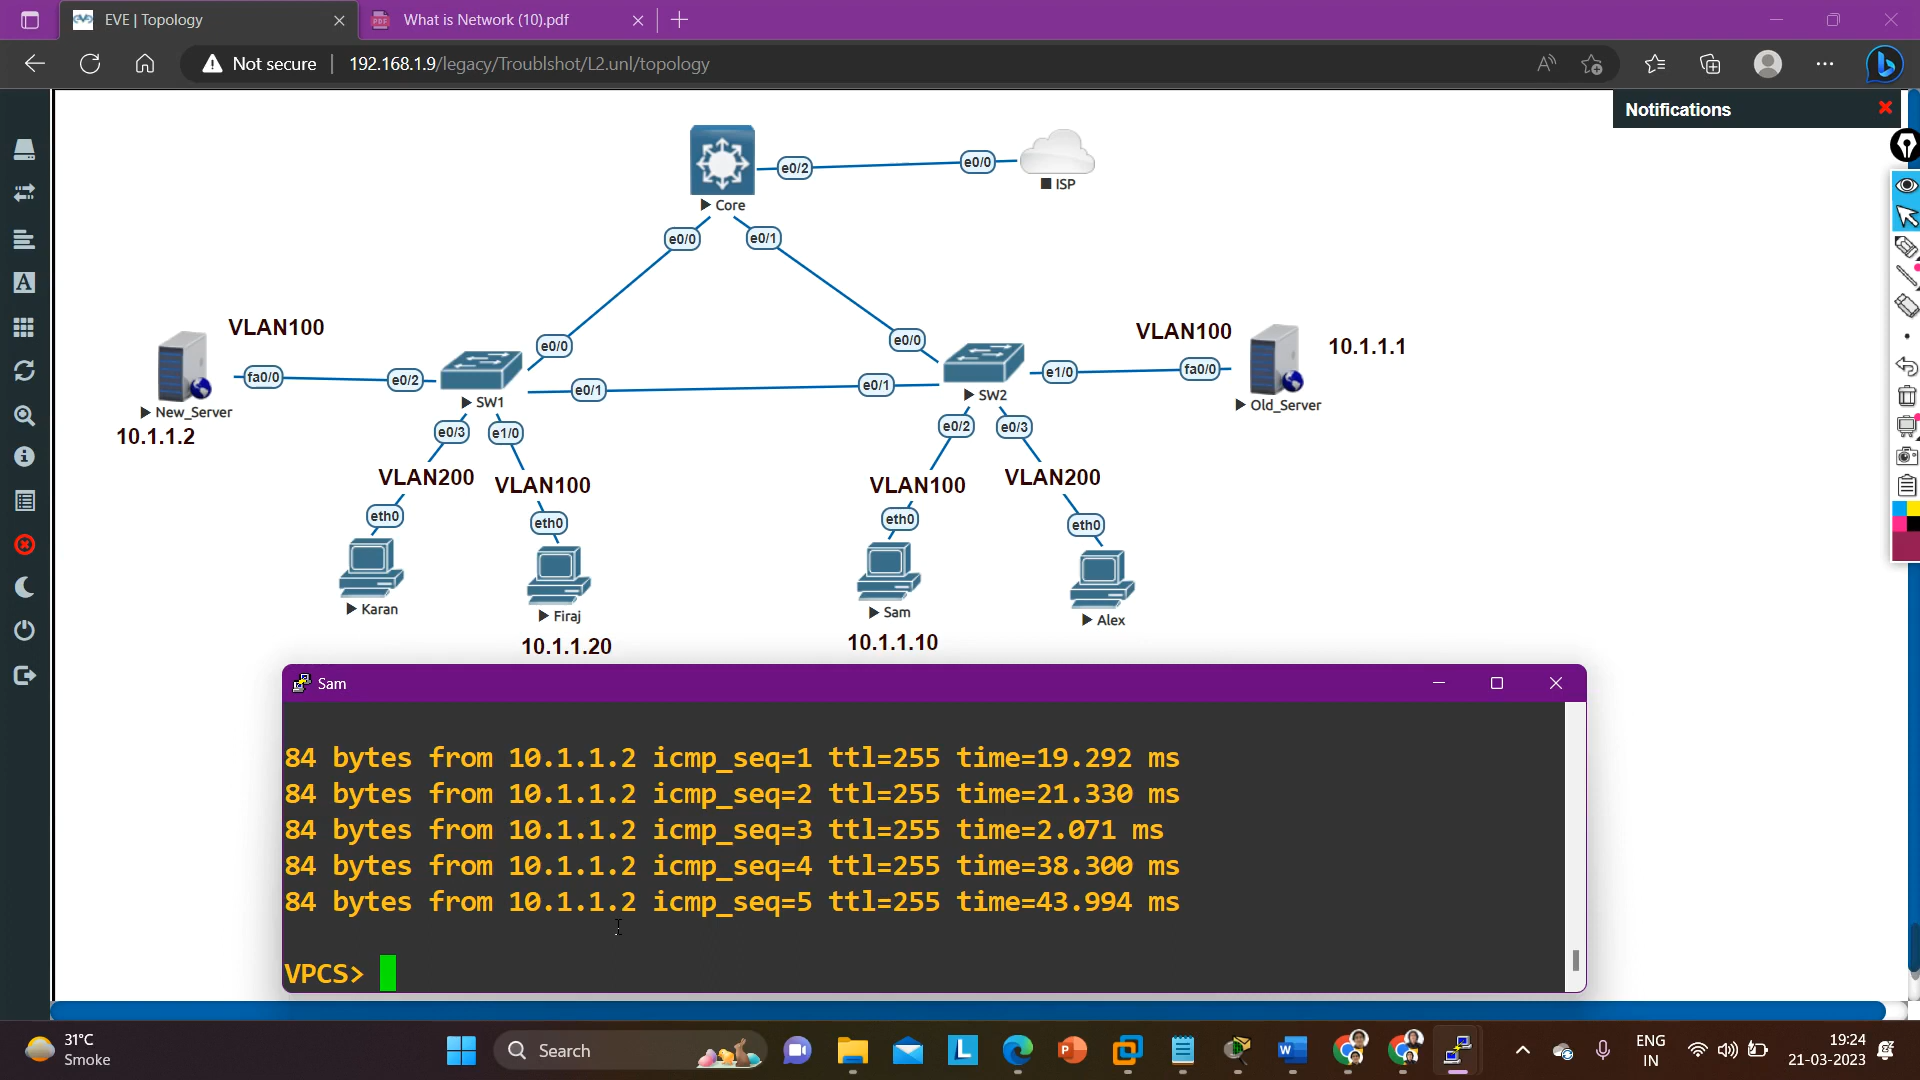 EVE | Topology
What is Network (10).pdf
Not secure
192.168.1.9/legacy/Troublshot/L2.unl/topology
Notifications
e0/2
e0/0
ISP
Core
e0/0
e0/1
VLAN100
VLAN100
10.1.1.1
e0/0
e0/0
fa0/0
e0/2
e0/1
e0/1
e1/0
fa0/0
New_Server
SW1
SW2
Old_Server
10.1.1.2
e0/3
e1/0
e0/2
e0/3
VLAN200
VLAN100
VLAN100
VLAN200
eth0
eth0
eth0
eth0
Karan
Firaj
Sam
Alex
10.1.1.20
10.1.1.10
Sam
84 bytes from 10.1.1.2 icmp_seq=1 ttl=255 time=19.292 ms
84 bytes from 10.1.1.2 icmp_seq=2 ttl=255 time=21.330 ms
84 bytes from 10.1.1.2 icmp_seq=3 ttl=255 time=2.071 ms
84 bytes from 10.1.1.2 icmp_seq=4 ttl=255 time=38.300 ms
84 bytes from 10.1.1.2 icmp_seq=5 ttl=255 time=43.994 ms
VPCS>
31°C
Smoke
Search
ENG
IN
19:24
21-03-2023